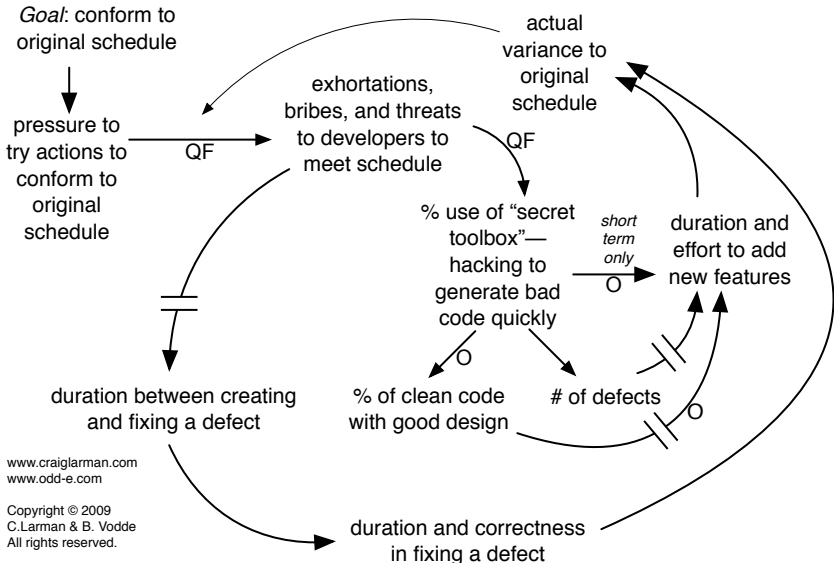 Goal: conform to
original schedule
pressure to
try actions to
conform to
original
schedule
QF
exhortations,
bribes, and threats
to developers to
meet schedule
actual
variance to
original
schedule
QF
% use of “secret
toolbox”—
hacking to
generate bad
code quickly
short
term
only
O
duration and
effort to add
new features
O
% of clean code
with good design
# of defects
O
duration between creating
and fixing a defect
duration and correctness
in fixing a defect
www.craiglarman.com
www.odd-e.com
Copyright © 2009
C.Larman & B. Vodde
All rights reserved.